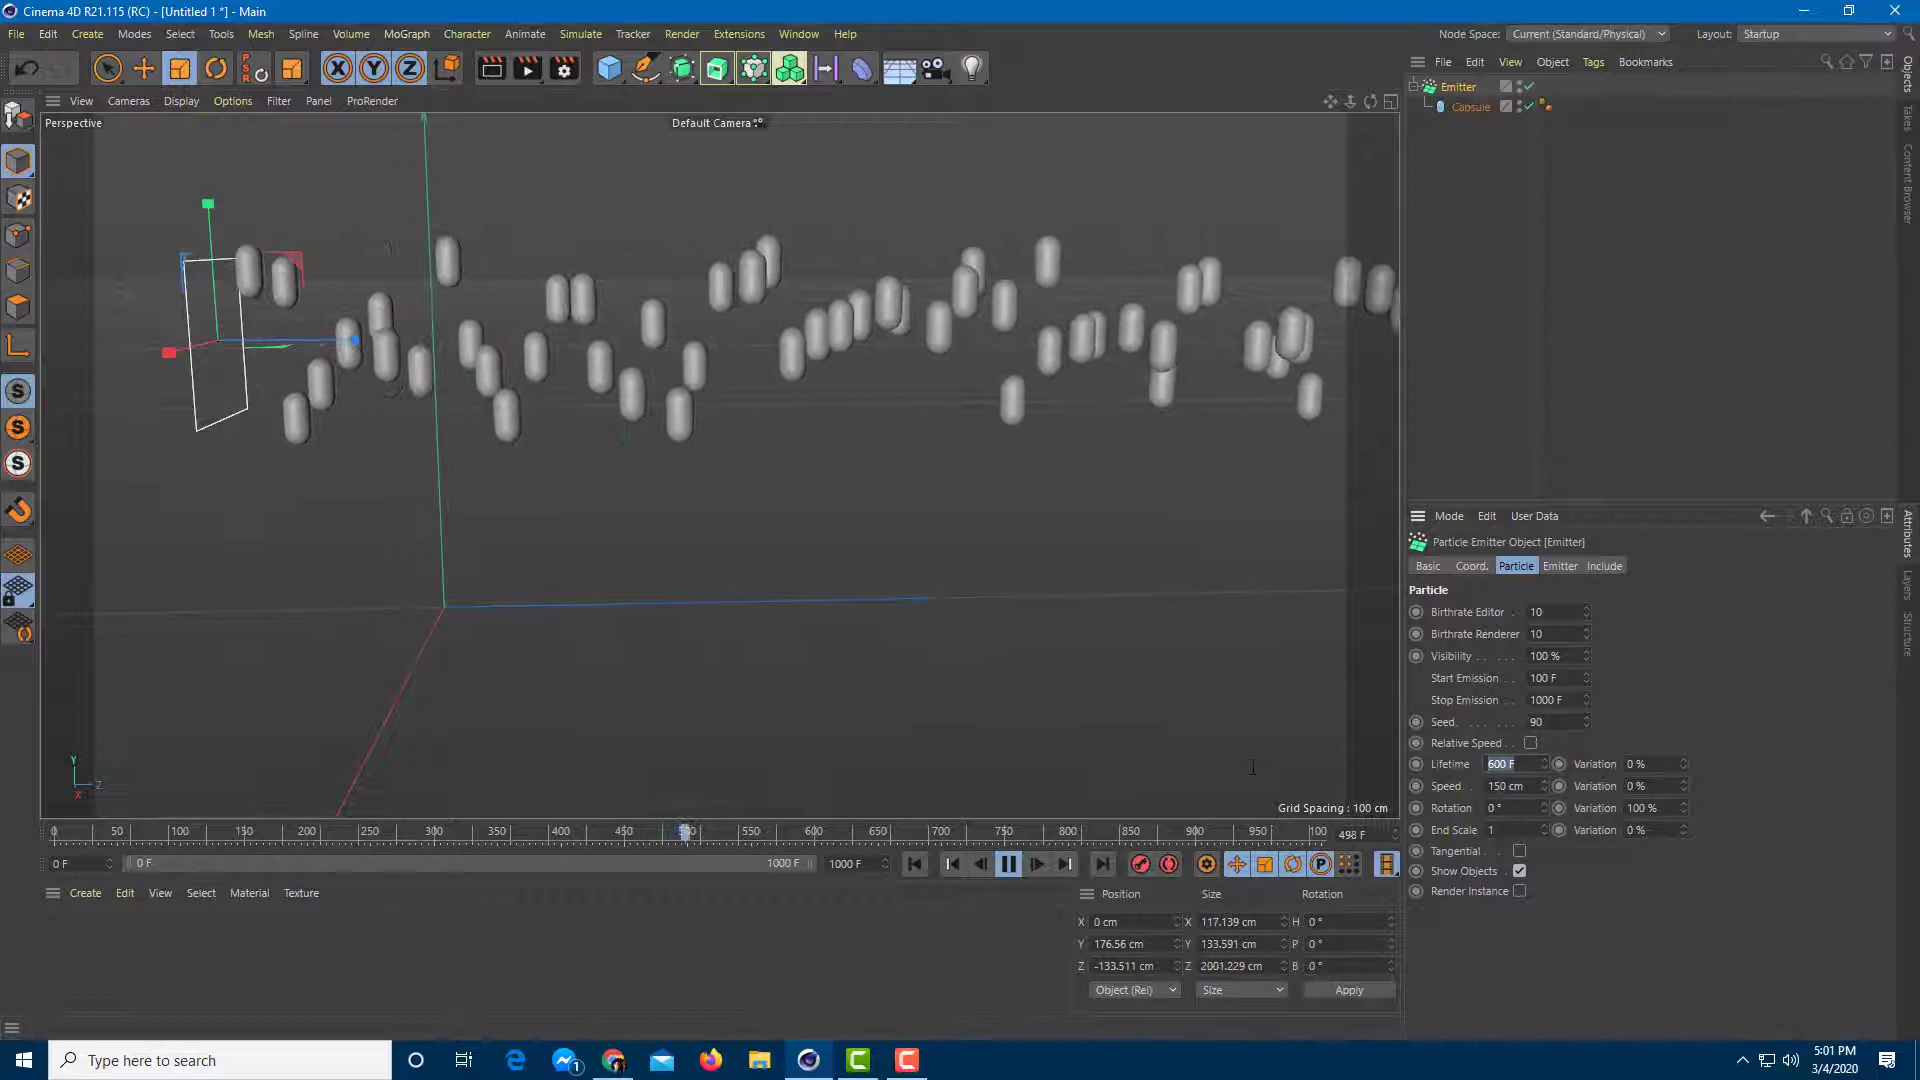 Cinema 4D R21.115 (RC) - [Untitled 1 *] - Main
File Edit Create Modes Select Tools Mesh Spline Volume MoGraph Character Animate Simulate Tracker Render Extensions Window Help
Node Space: Current (Standard/Physical) Layout: Startup
File Edit View Object Tags Bookmarks
View Cameras Display Options Filter Panel ProRender
Perspective
Default Camera
Emitter
Capsule
Objects
Takes
Content Browser
Mode Edit User Data
Particle Emitter Object [Emitter]
Basic Coord. Particle Emitter Include
Attributes
Layers
Structure
Particle
Birthrate Editor . 10
Birthrate Renderer 10
Visibility . . . . . 100 %
Start Emission . . 100 F
Stop Emission . . 1000 F
Seed. . . . . . . 90
Relative Speed . .
Lifetime 600 F Variation 0 %
Speed . 150 cm Variation 0 %
Rotation 0 ° Variation 100 %
End Scale 1 Variation 0 %
Tangential . .
Show Objects .
Render Instance
Y
Z
X
Grid Spacing : 100 cm
0 50 100 150 200 250 300 350 400 450 500 550 600 650 700 750 800 850 900 950 100 498 F
0 F 0 F 1000 F 1000 F
Create Edit View Select Material Texture
Position Size Rotation
X 0 cm X 117.139 cm H 0 °
Y 176.56 cm Y 133.591 cm P 0 °
Z -133.511 cm Z 2001.229 cm B 0 °
Object (Rel) Size Apply
Type here to search
1
5:01 PM
3/4/2020